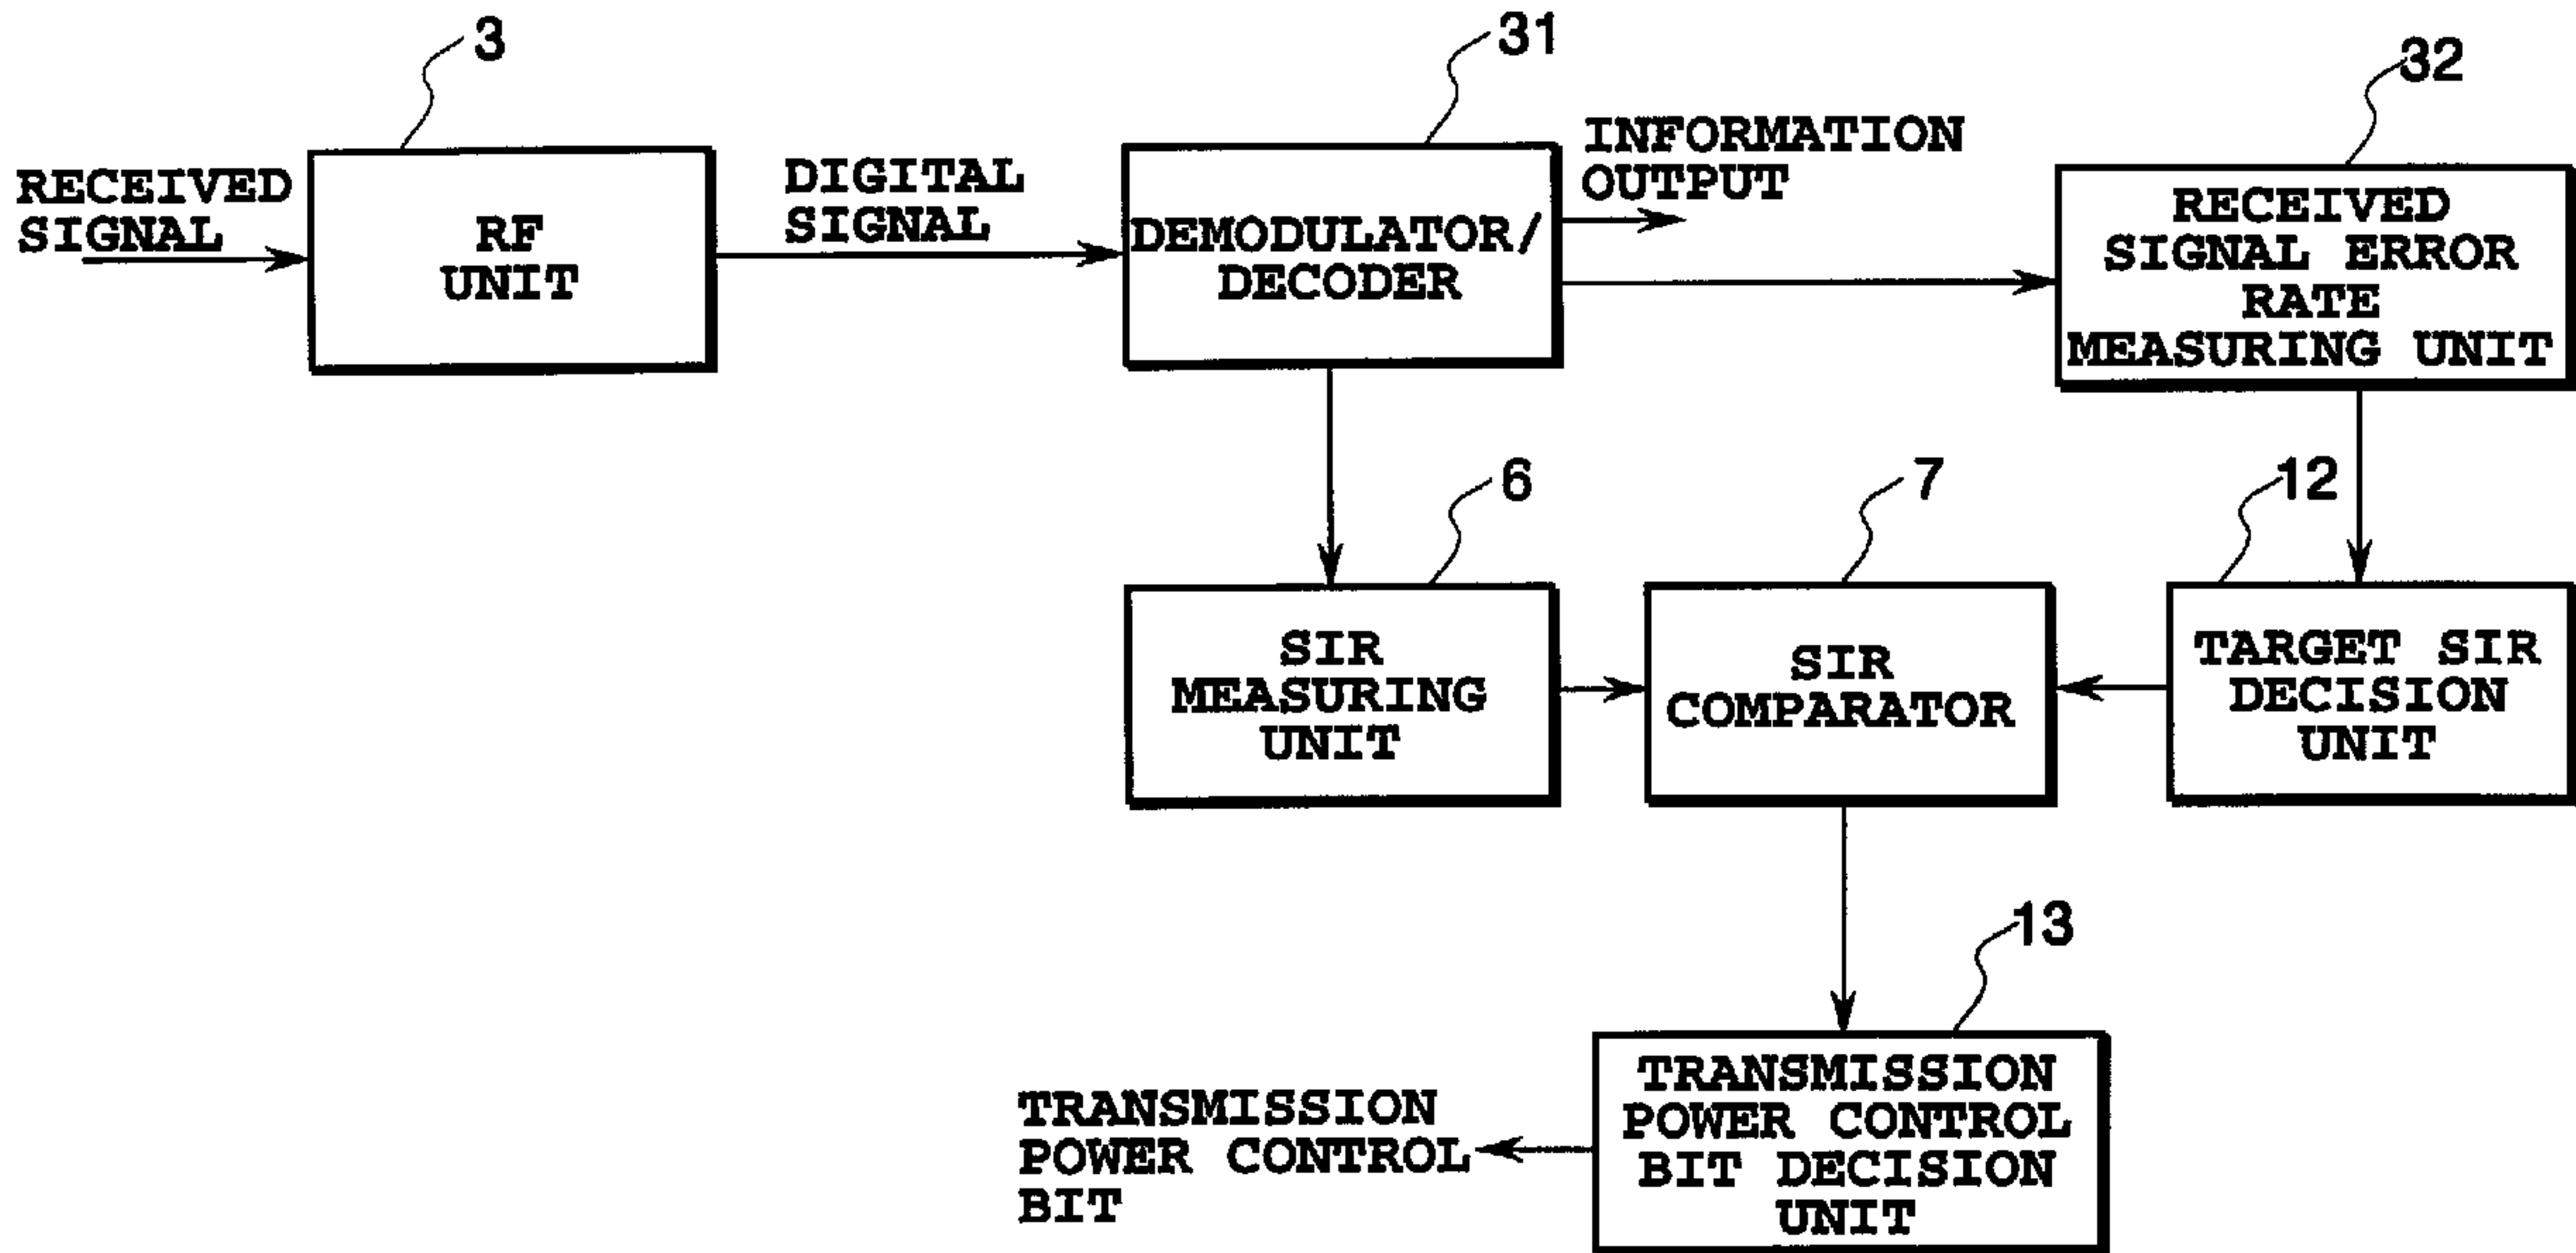 3
31
32
RECEIVED
SIGNAL
RF
UNIT
DIGITAL
SIGNAL
DEMODULATOR/
DECODER
INFORMATION
OUTPUT
RECEIVED
SIGNAL ERROR
RATE
MEASURING UNIT
6
7
12
SIR
MEASURING
UNIT
SIR
COMPARATOR
TARGET SIR
DECISION
UNIT
13
TRANSMISSION
POWER CONTROL
BIT DECISION
UNIT
TRANSMISSION
POWER CONTROL
BIT